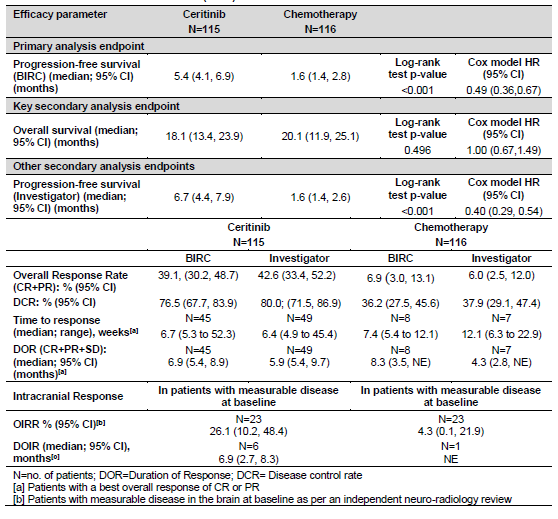 Efficacy parameter Ceritinib Chemotherapy
N=115 N=116
Primary analysis endpoint
Progression-free survival Log-rank Cox model HR
(BIRC) (median; 95% CI) 5.4 (4.1, 6.9) 1.6 (1.4, 2.8) test p-value (95% CI)
(months) <0.001 0.49 (0.36,0.67)
Key secondary analysis endpoint
Overall survival (median; 18.1 (13.4, 23.9) 20.1 (11.9, 25.1) Log-rank Cox model HR
95% CI) (months) test p-value (95% CI)
0.496 1.00 (0.67,1.49)
Other secondary analysis endpoints
Progression-free survival Log-rank Cox model HR
(Investigator) (median; 6.7 (4.4, 7.9) 1.6 (1.4, 2.6) test p-value (95% CI)
95% CI) (months) <0.001 0.40 (0.29, 0.54)
Ceritinib Chemotherapy
N=115 N=116
BIRC Investigator BIRC Investigator
Overall Response Rate 39.1, (30.2, 48.7) 42.6 (33.4, 52.2) 6.9 (3.0, 13.1) 6.0 (2.5, 12.0)
(CR+PR): % (95% CI)
DCR: % (95% CI) 76.5 (67.7, 83.9) 80.0; (71.5, 86.9) 36.2 (27.5, 45.6) 37.9 (29.1, 47.4)
Time to response N=45 N=49 N=8 N=7
(median; range), weeks[a] 6.7 (5.3 to 52.3) 6.4 (4.9 to 45.4) 7.4 (5.4 to 12.1) 12.1 (6.3 to 22.9)
DOR (CR+PR+SD): N=45 N=49 N=8 N=7
(median; 95% CI) 6.9 (5.4, 8.9) 5.9 (5.4, 9.7) 8.3 (3.5, NE) 4.3 (2.8, NE)
(months)[a]
Intracranial Response In patients with measurable disease In patients with measurable disease
at baseline at baseline
OIRR % (95% CI)[b] N=23 N=23
26.1 (10.2, 48.4) 4.3 (0.1, 21.9)
DOIR (median; 95% CI), N=6 N=1
months[c] 6.9 (2.7, 8.3) NE
N=no. of patients; DOR=Duration of Response; DCR= Disease control rate
[a] Patients with a best overall response of CR or PR
[b] Patients with measurable disease in the brain at baseline as per an independent neuro-radiology review